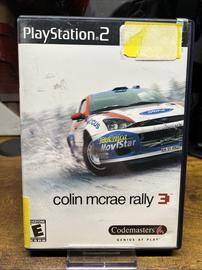 PlayStation 2
MoviStar
colin mcrae rally 3
E
Codemasters
GENIUS AT PLAY